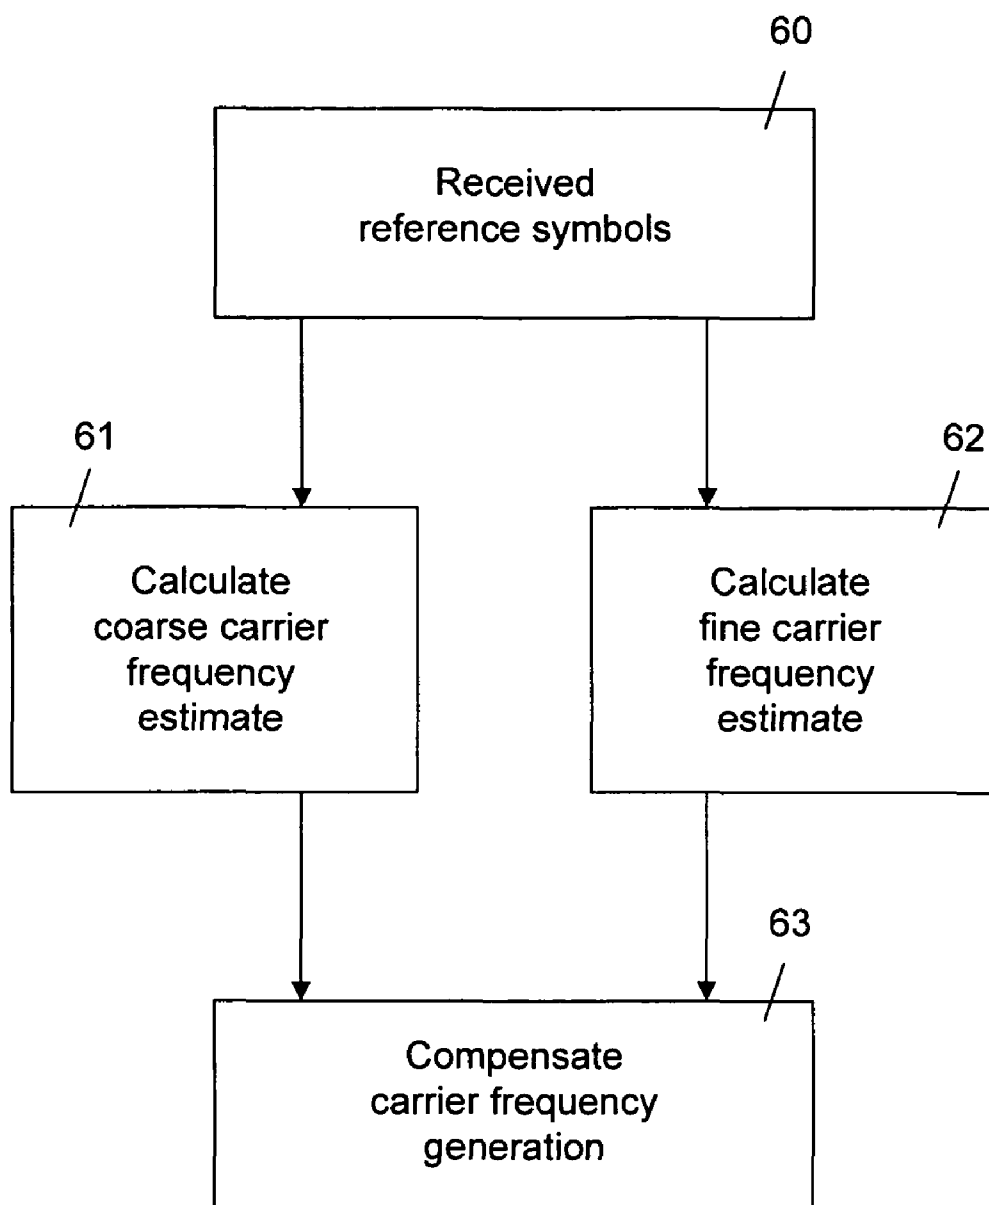 60
Received
reference symbols
61
Calculate
coarse carrier
frequency
estimate
62
Calculate
fine carrier
frequency
estimate
63
Compensate
carrier frequency
generation